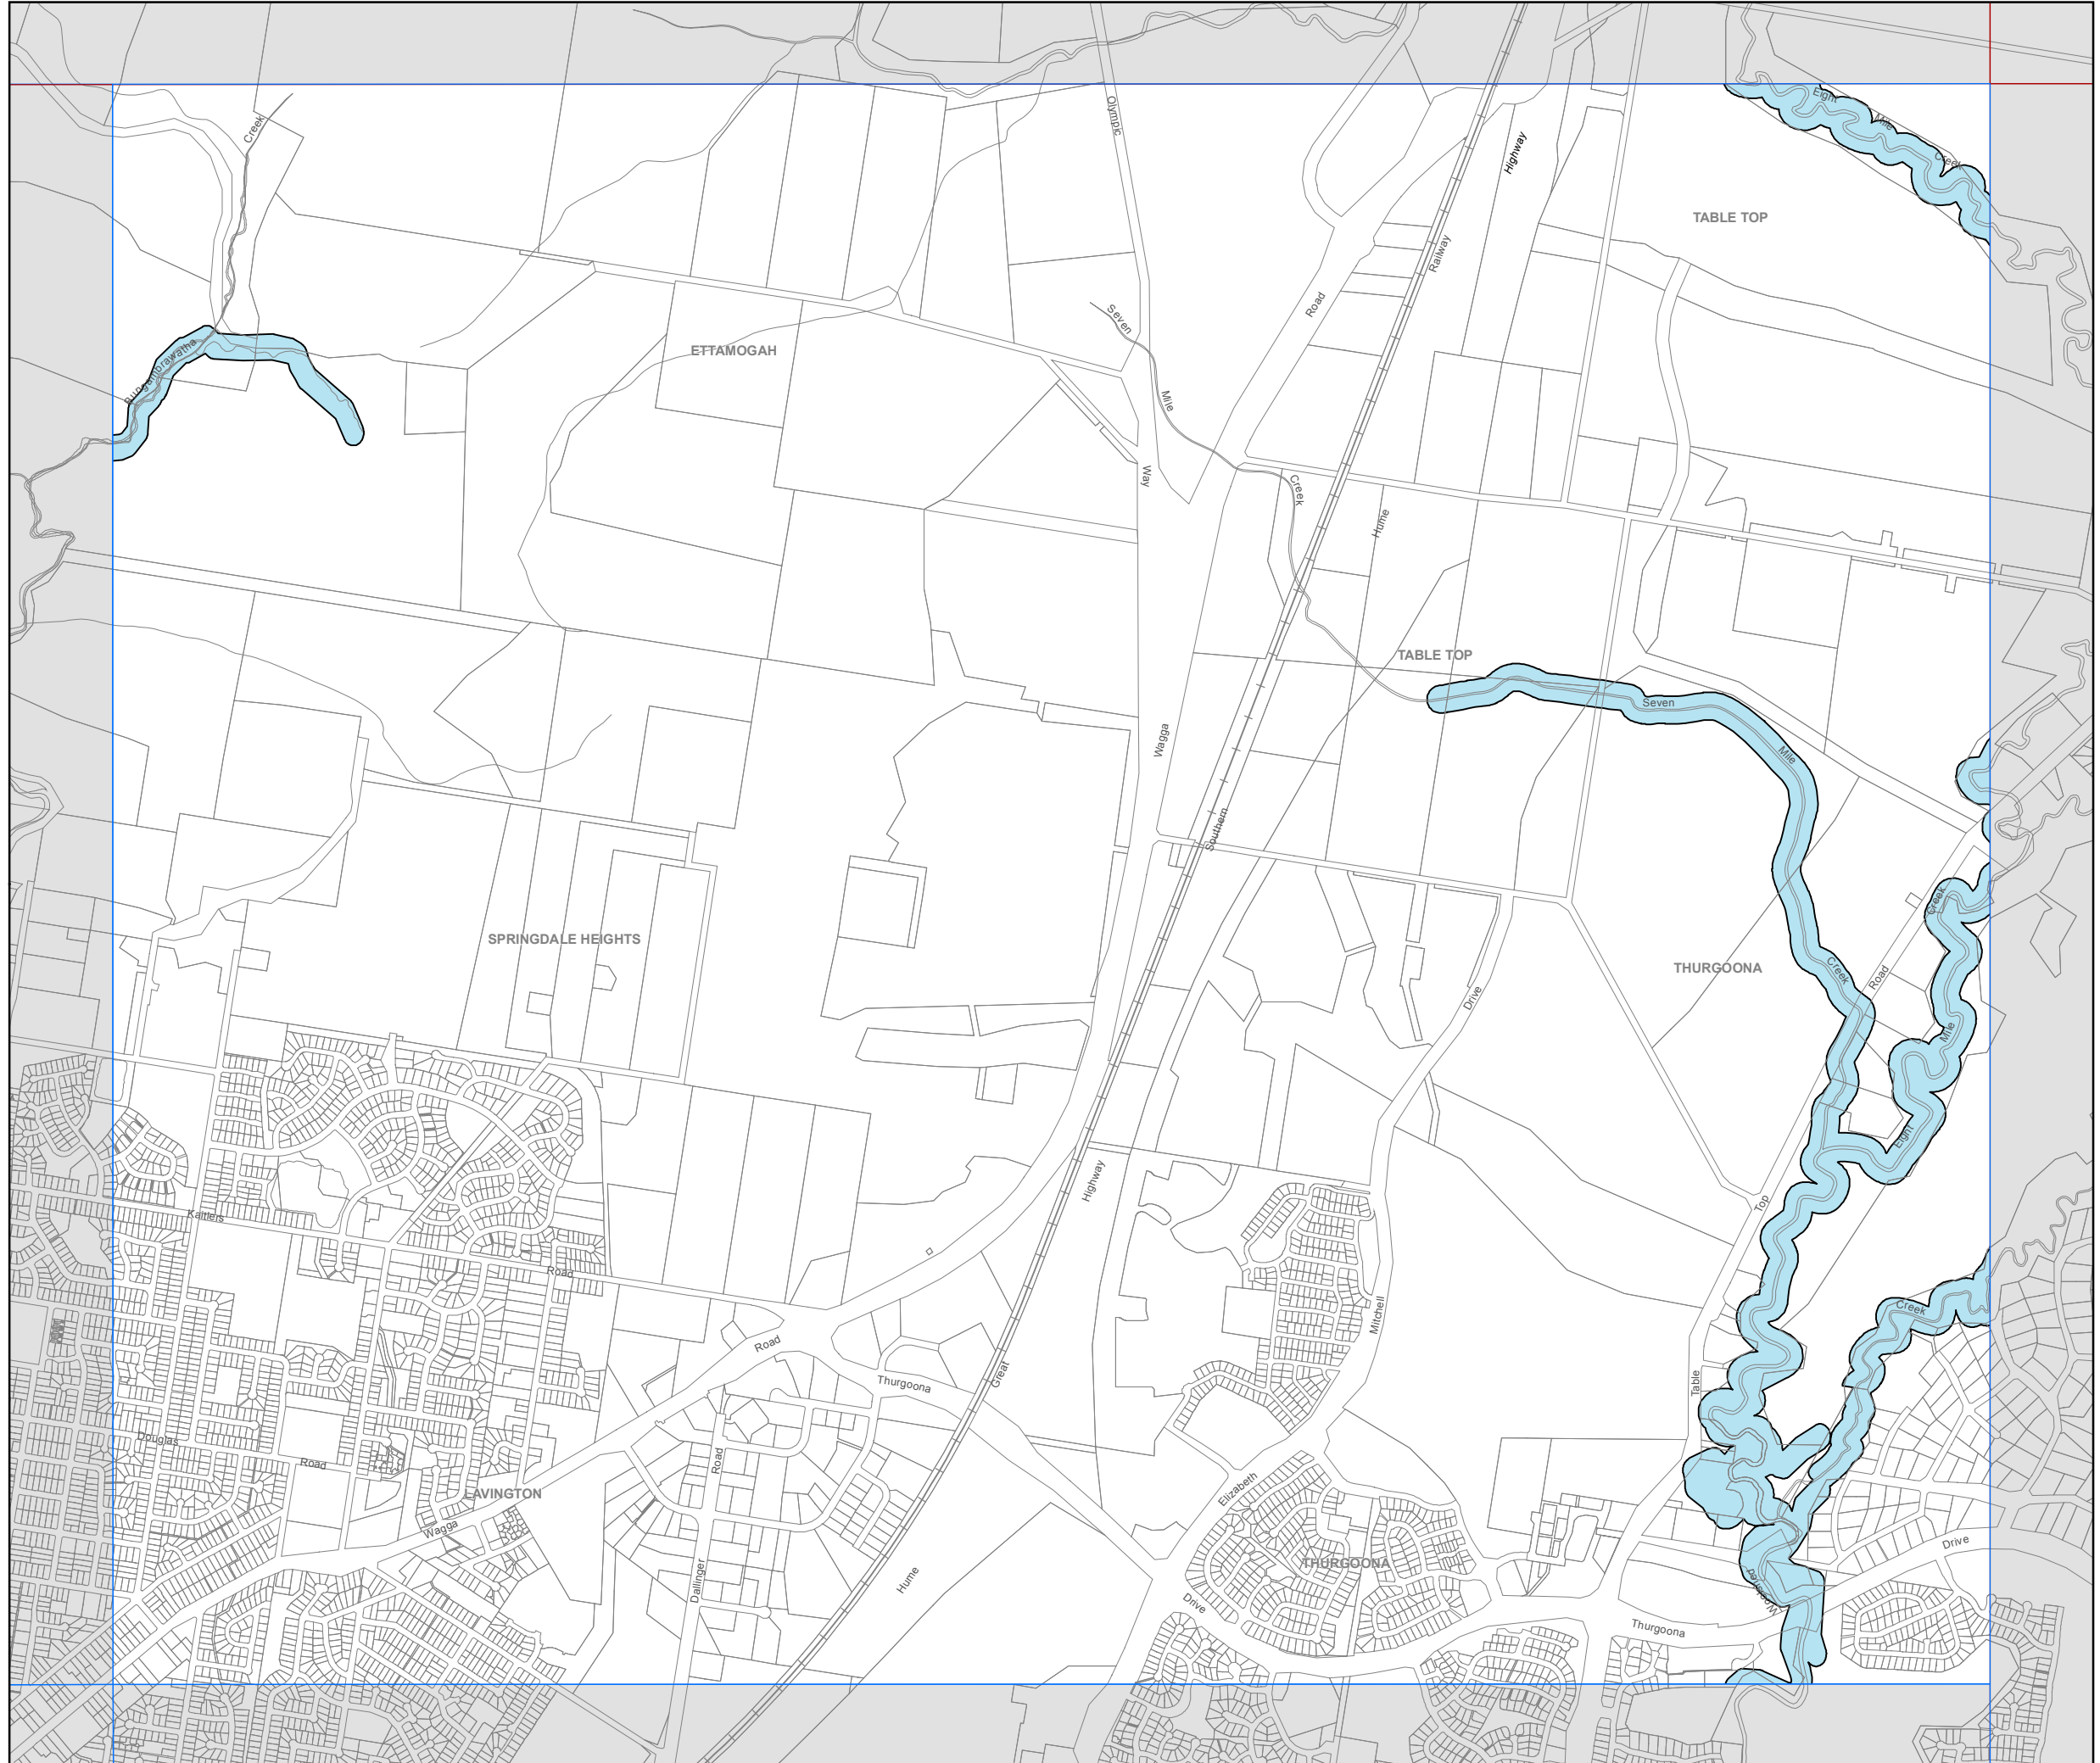 Eight
Mile
Creek
Olympic
Creek
Highway
TABLE TOP
Railway
Road
Seven
Bungambrawatha
ETTAMOGAH
Mile
Way
Creek
Hume
TABLE TOP
Seven
Wagga
Mile
Southern
Creek
SPRINGDALE HEIGHTS
THURGOONA
Creek
Road
Drive
Mile
Eight
Highway
Top
Kaitlers
Road
Creek
Mitchell
Road
Great
Thurgoona
Table
Douglas
Road
Road
Elizabeth
LAVINGTON
Wagga
Drive
THURGOONA
Hume
Dallinger
Woolshed
Drive
Thurgoona